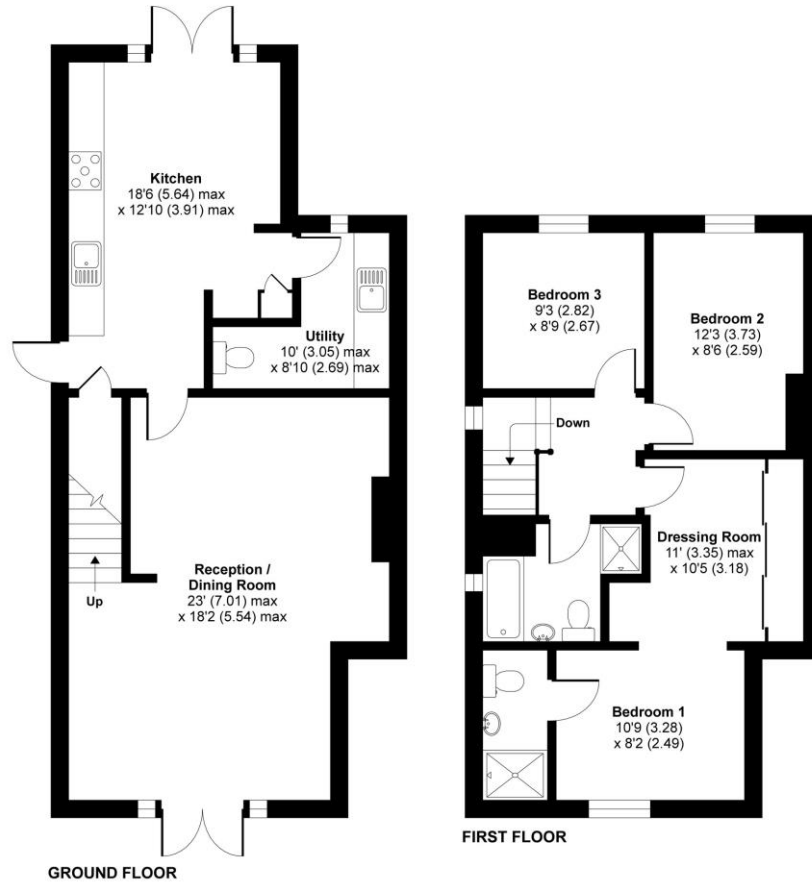 Kitchen
18'6 (5.64) max
x 12'10 (3.91) max
Utility
10' (3.05) max
x 8'10 (2.69) max
Up
Reception /
Dining Room
23' (7.01) max
x 18'2 (5.54) max
GROUND FLOOR
Bedroom 3
9'3 (2.82)
x 8'9 (2.67)
Bedroom 2
12'3 (3.73)
x 8'6 (2.59)
Down
Dressing Room
11' (3.35) max
x 10'5 (3.18)
Bedroom 1
10'9 (3.28)
x 8'2 (2.49)
FIRST FLOOR